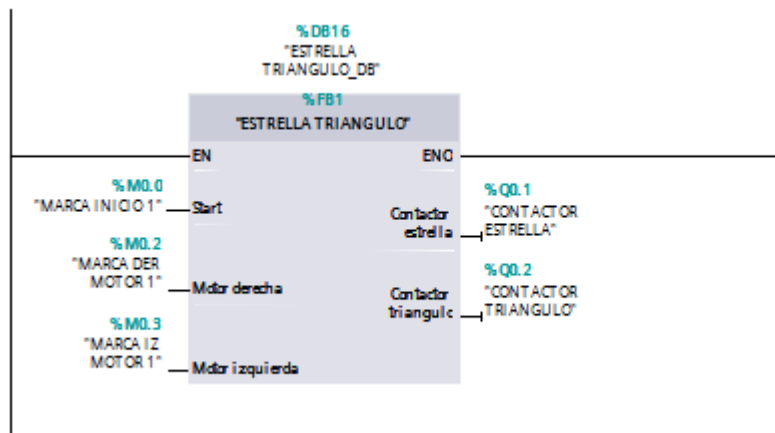 %DB16
"ESTRELLA
TRIANGULO_DB"
%FB1
"ESTRELLA TRIANGULO"
EN
ENO
%M0.0
"MARCA INICIO 1"
Start
%M0.2
"MARCA DER
MOTOR 1"
Motor derecha
%M0.3
"MARCA IZ
MOTOR 1"
Motor izquierda
Contactor
estrella
%Q0.1
"CONTACTOR
ESTRELLA"
Contactor
triangulo
%Q0.2
"CONTACTOR
TRIANGULO"